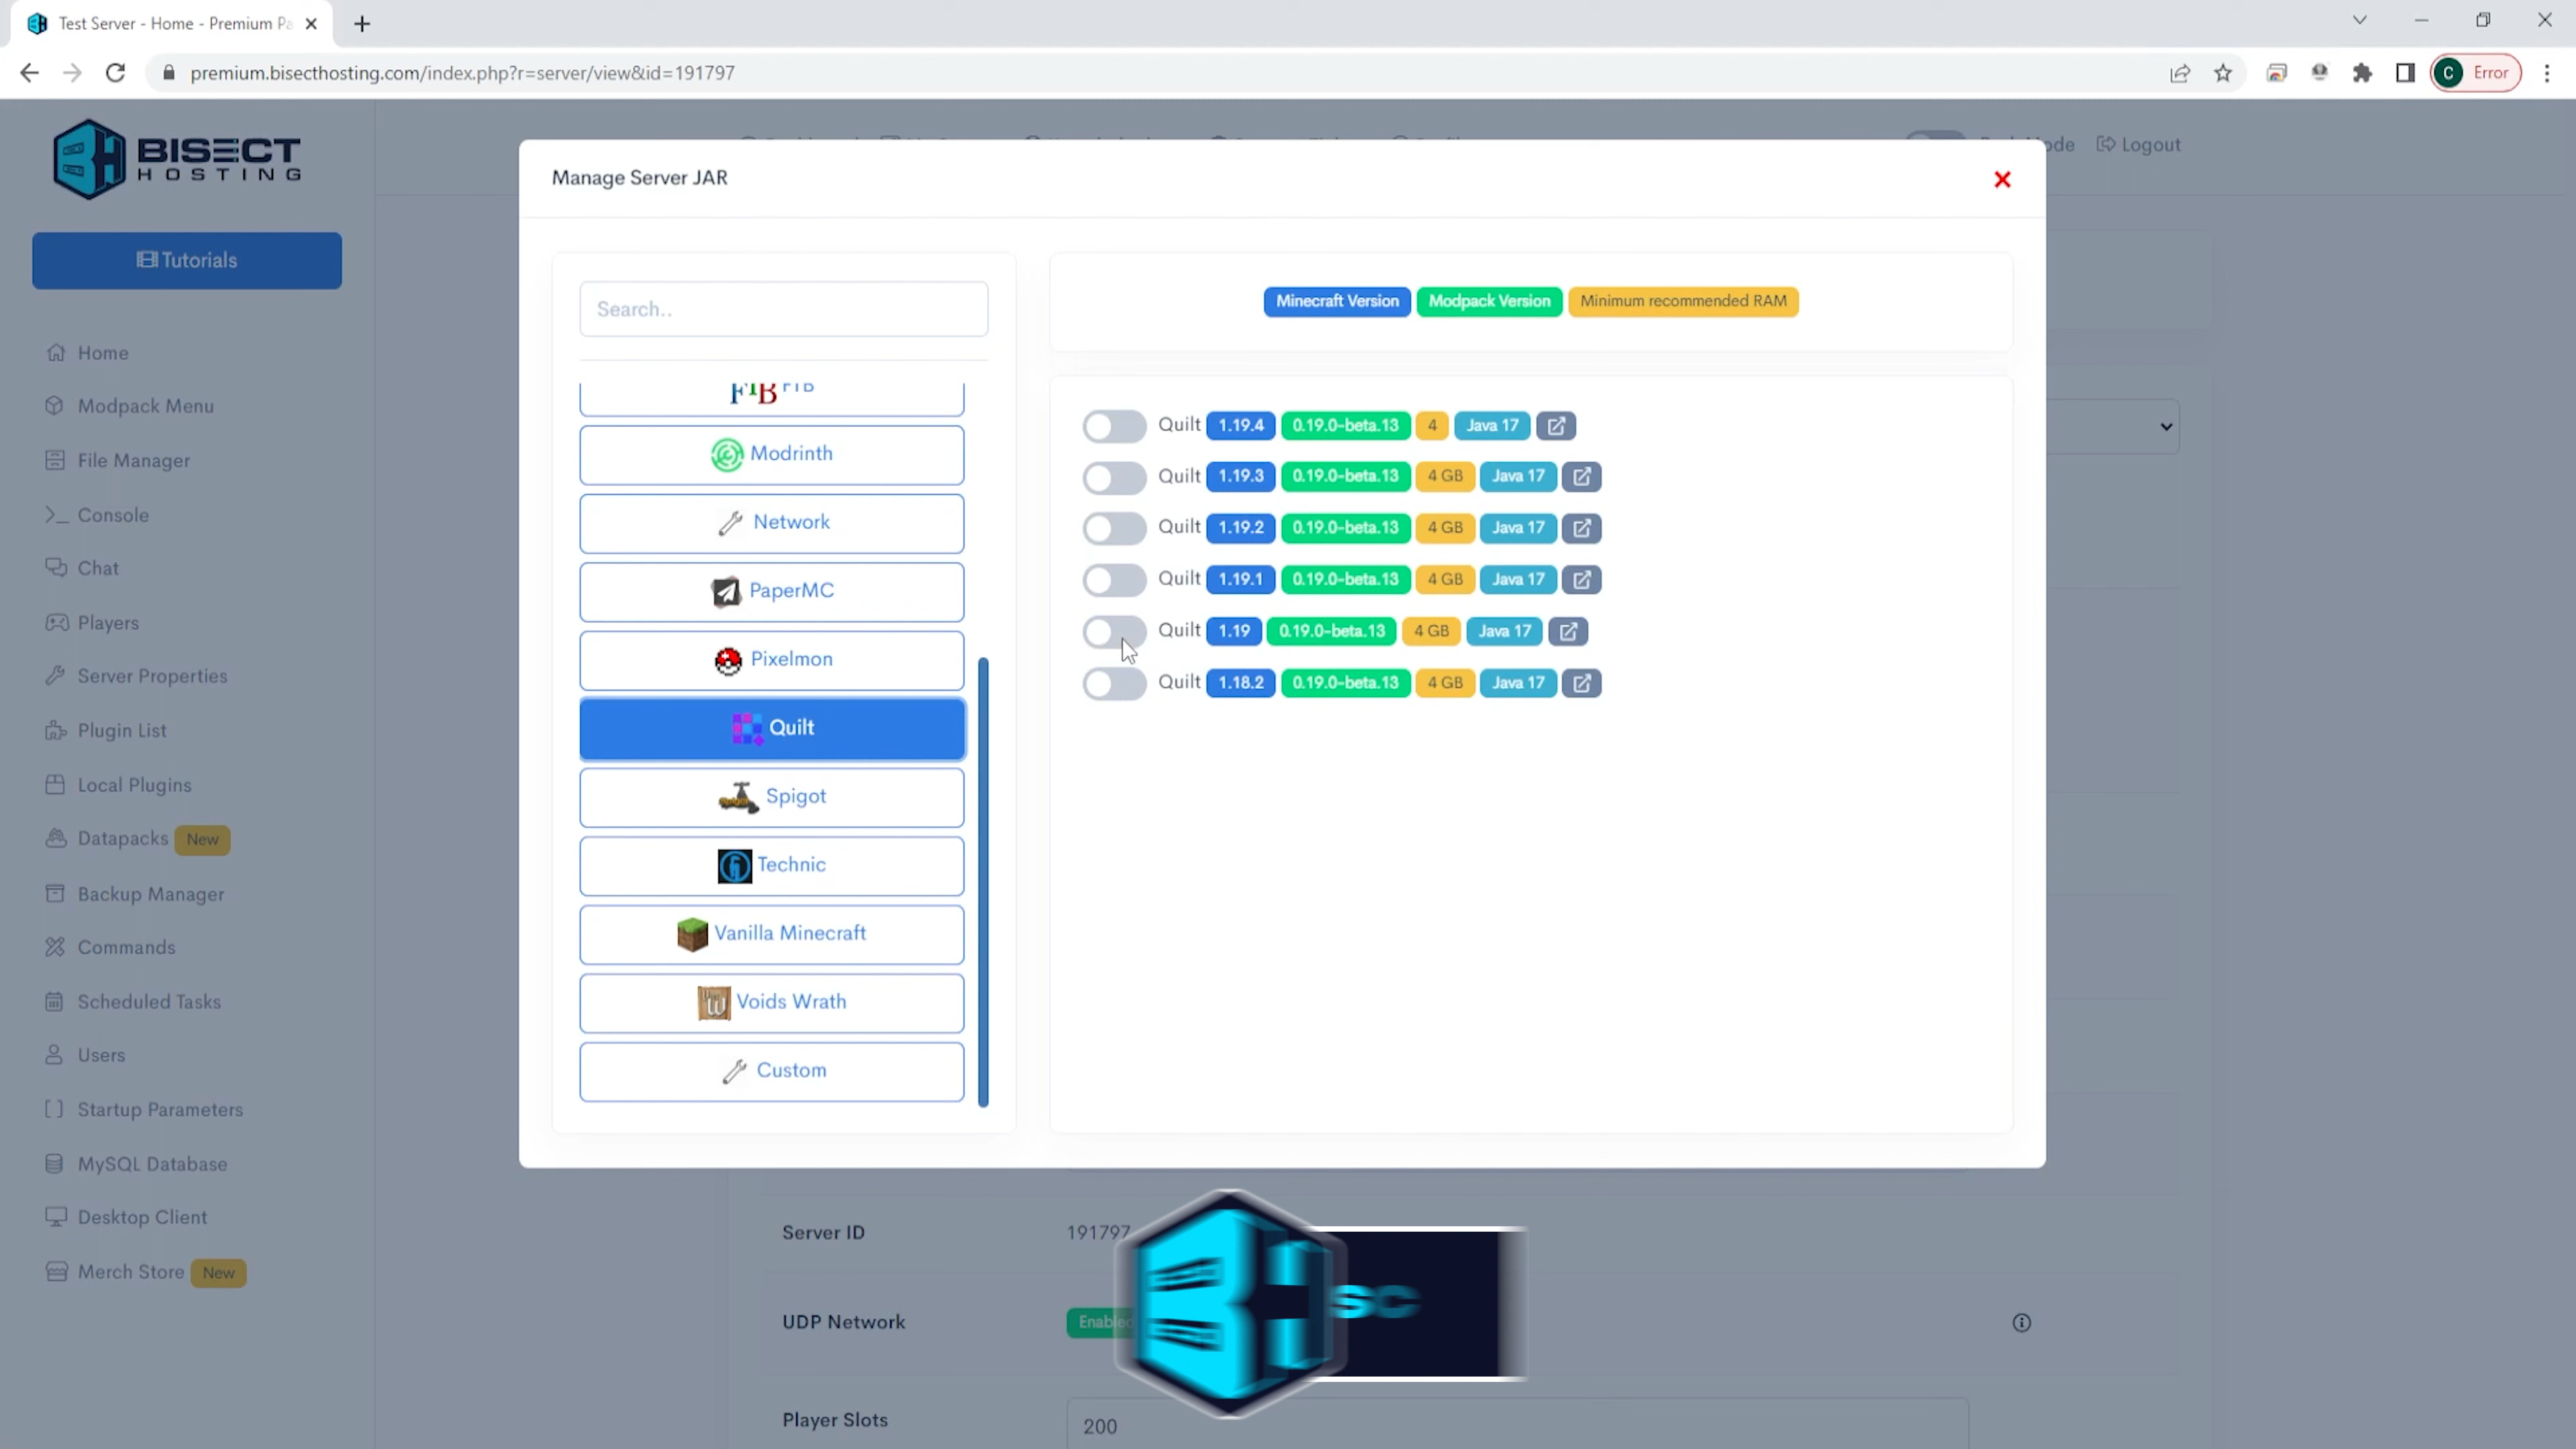 Test Server - Home - Premium Pa
premium.bisecthosting.com/index.php?r=server/view&id=191797
C Error
BISECT
HOSTING
Tutorials
Home
Modpack Menu
File Manager
Console
Chat
Players
Server Properties
Plugin List
Local Plugins
Datapacks New
Backup Manager
Commands
Scheduled Tasks
Users
Startup Parameters
MySQL Database
Desktop Client
Merch Store New
Logout
Manage Server JAR
Search..
FTB FTB
Modrinth
Network
PaperMC
Pixelmon
Quilt
Spigot
Technic
Vanilla Minecraft
Voids Wrath
Custom
Minecraft Version Modpack Version Minimum recommended RAM
Quilt 1.19.4 0.19.0-beta.13 4 Java 17
Quilt 1.19.3 0.19.0-beta.13 4 GB Java 17
Quilt 1.19.2 0.19.0-beta.13 4 GB Java 17
Quilt 1.19.1 0.19.0-beta.13 4 GB Java 17
Quilt 1.19 0.19.0-beta.13 4 GB Java 17
Quilt 1.18.2 0.19.0-beta.13 4 GB Java 17
Server ID 191797
UDP Network Enabled
Player Slots 200